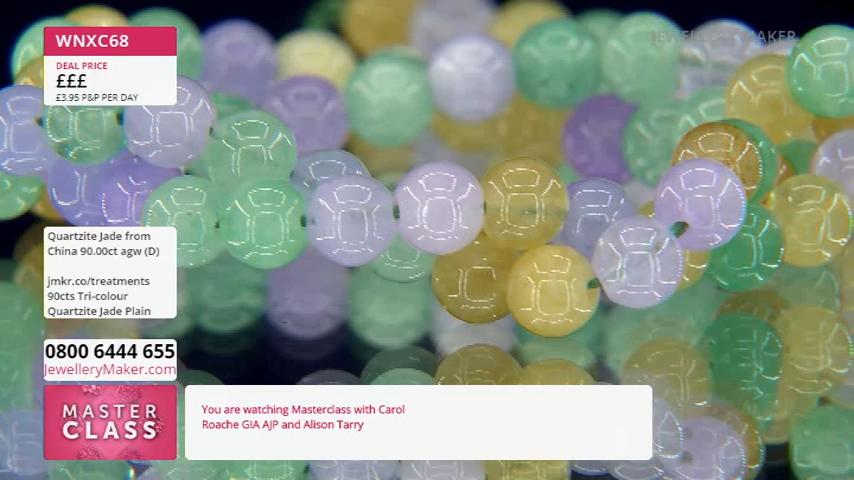 JEWELLERYMAKER
WNXC68
DEAL PRICE
£££
£3.95 P&P PER DAY
Quartzite Jade from
China 90.00ct agw (D)
jmkr.co/treatments
90cts Tri-colour
Quartzite Jade Plain
0800 6444 655
JewelleryMaker.com
MASTER
CLASS
You are watching Masterclass with Carol
Roache GIA AJP and Alison Tarry